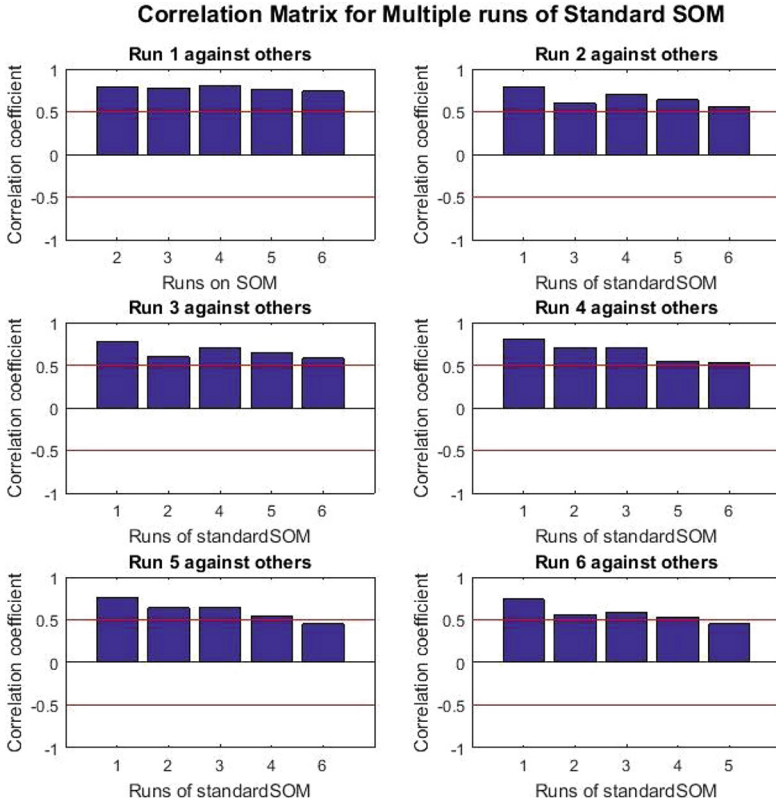 Correlation Matrix for Multiple runs of Standard SOM
Run 1 against others
Correlation coefficient
1
0.5
0
-0.5
-1
2 3 4 5 6
Runs on SOM
Run 2 against others
Correlation coefficient
1
0.5
0
-0.5
-1
1 3 4 5 6
Runs of standardSOM
Run 3 against others
Correlation coefficient
1
0.5
0
-0.5
-1
1 2 4 5 6
Runs of standardSOM
Run 4 against others
Correlation coefficient
1
0.5
0
-0.5
-1
1 2 3 5 6
Runs of standardSOM
Run 5 against others
Correlation coefficient
1
0.5
0
-0.5
-1
1 2 3 4 6
Runs of standardSOM
Run 6 against others
Correlation coefficient
1
0.5
0
-0.5
-1
1 2 3 4 5
Runs of standardSOM